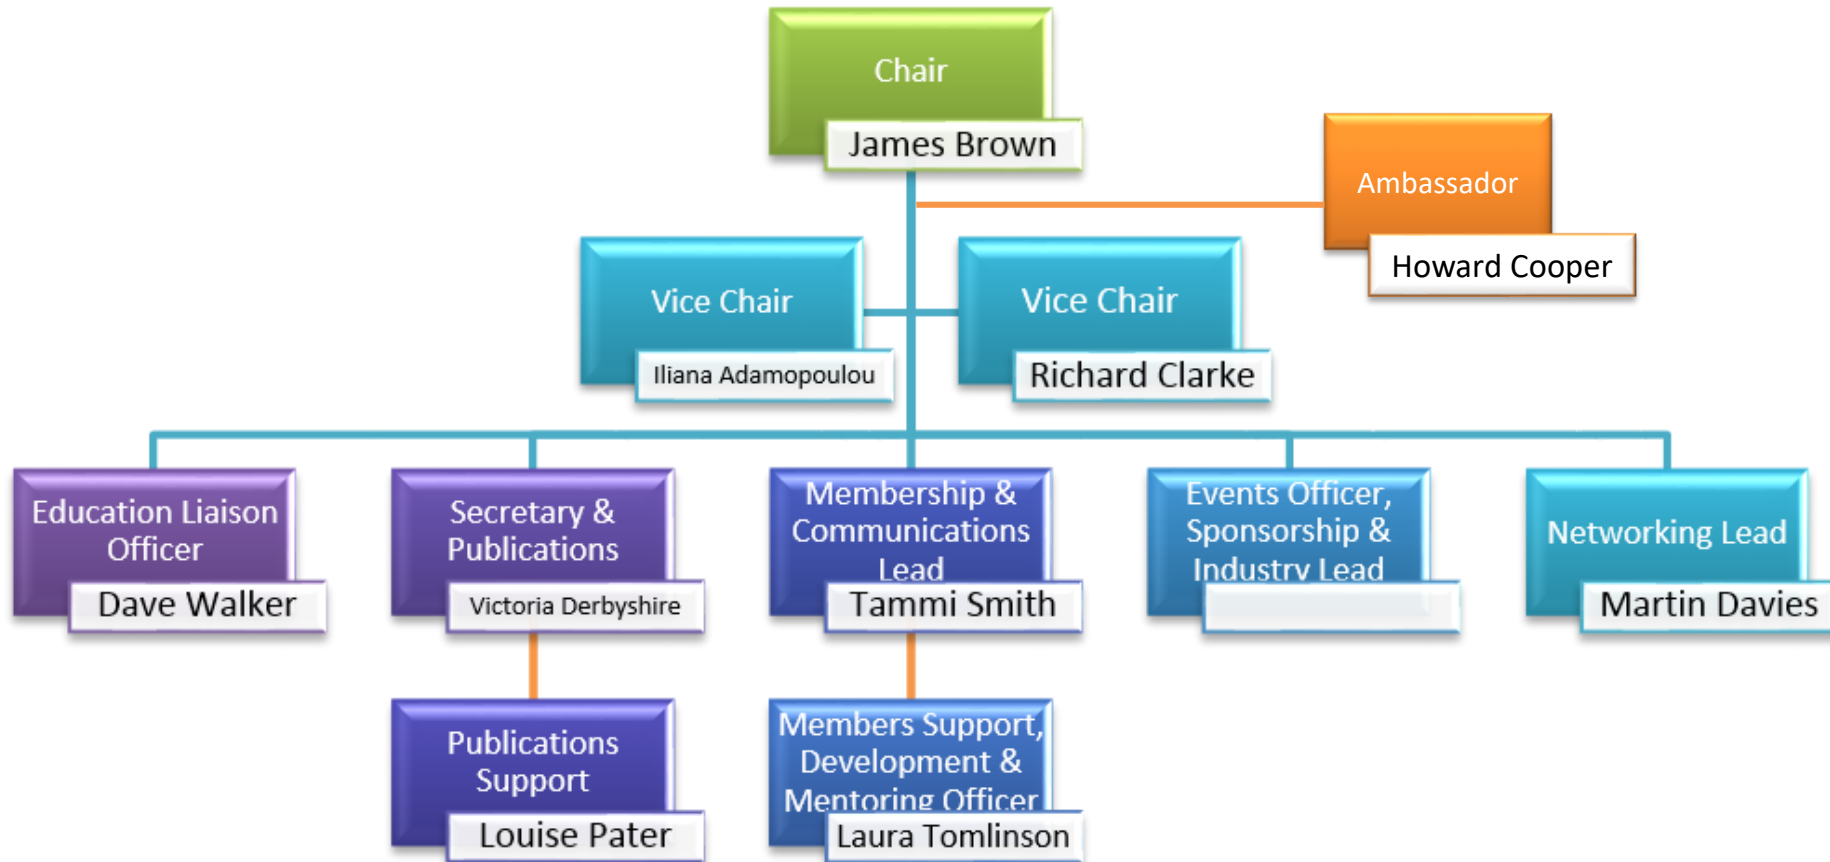 Chair
James Brown
Ambassador
Howard Cooper
Vice Chair
Iliana Adamopoulou
Vice Chair
Richard Clarke
Education Liaison
Officer
Dave Walker
Secretary &
Publications
Victoria Derbyshire
Membership &
Communications
Lead
Tammi Smith
Events Officer,
Sponsorship &
Industry Lead
Networking Lead
Martin Davies
Publications
Support
Louise Pater
Members Support,
Development &
Mentoring Officer
Laura Tomlinson